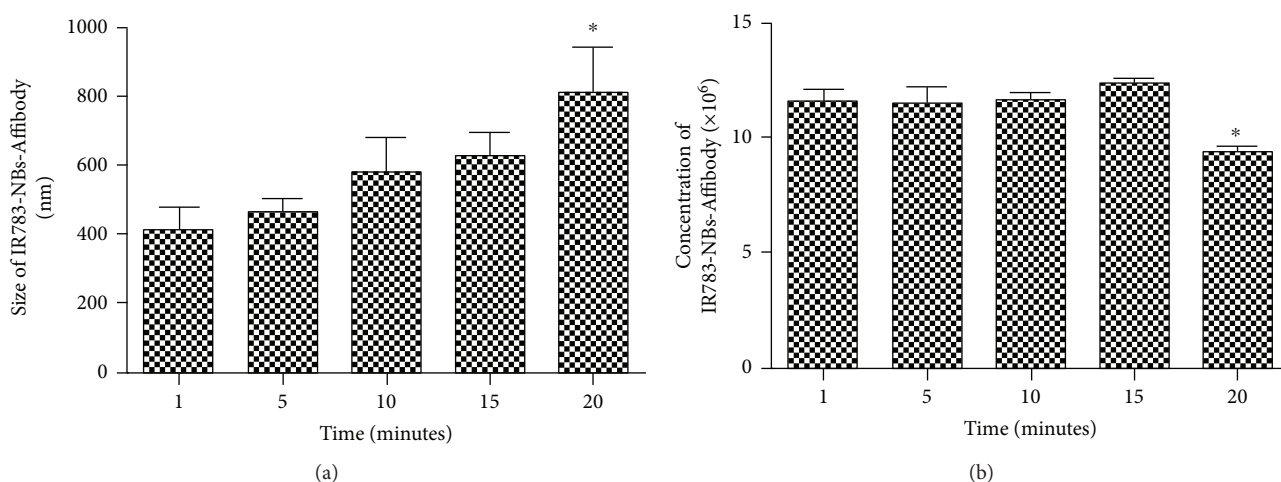 Size of IR783-NBs-Affibody
(nm)
1000
800
600
400
200
0
*
1 5 10 15 20
Time (minutes)
(a)
Concentration of
IR783-NBs-Affibody (×10⁶)
15
10
5
0
*
1 5 10 15 20
Time (minutes)
(b)